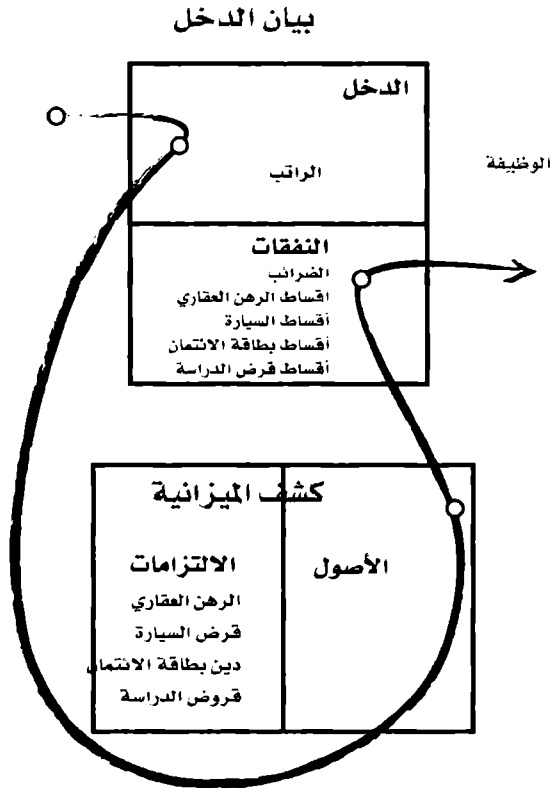 بيان الدخل
الدخل
الراتب
الوظيفة
النفقات
الضرائب
اقساط الرهن العقاري
أقساط السيارة
أقساط بطاقة الائتمان
أقساط قرض الدراسة
كشف الميزانية
الأصول
الالتزامات
الرهن العقاري
قرض السيارة
دين بطاقة الائتمان
قروض الدراسة